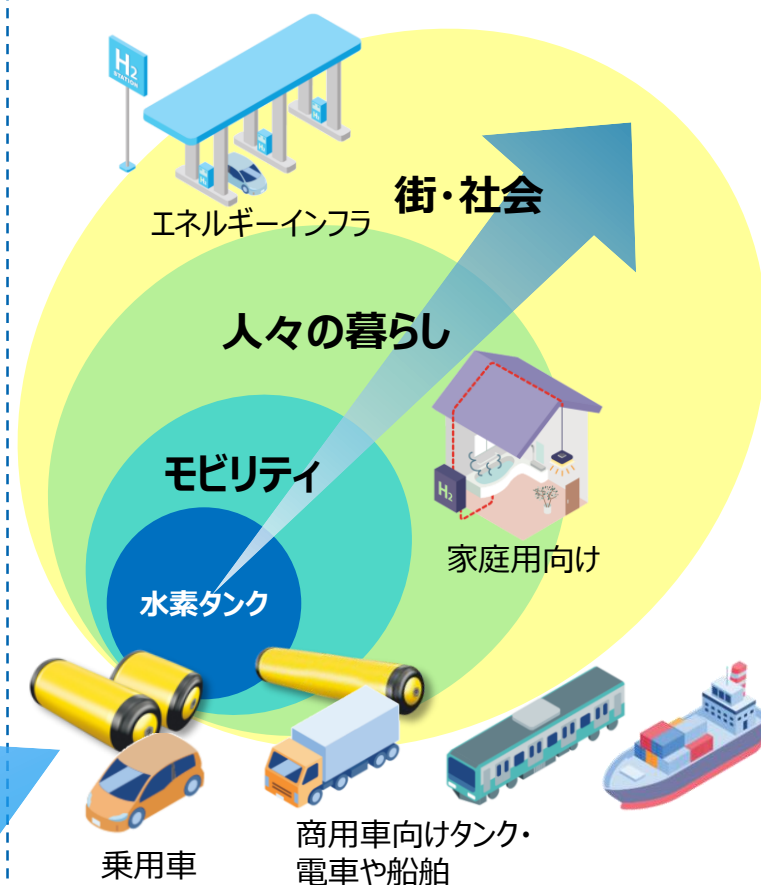 H2
STATION
エネルギーインフラ
街・社会
人々の暮らし
モビリティ
H2
家庭用向け
水素タンク
乗用車
商用車向けタンク・
電車や船舶